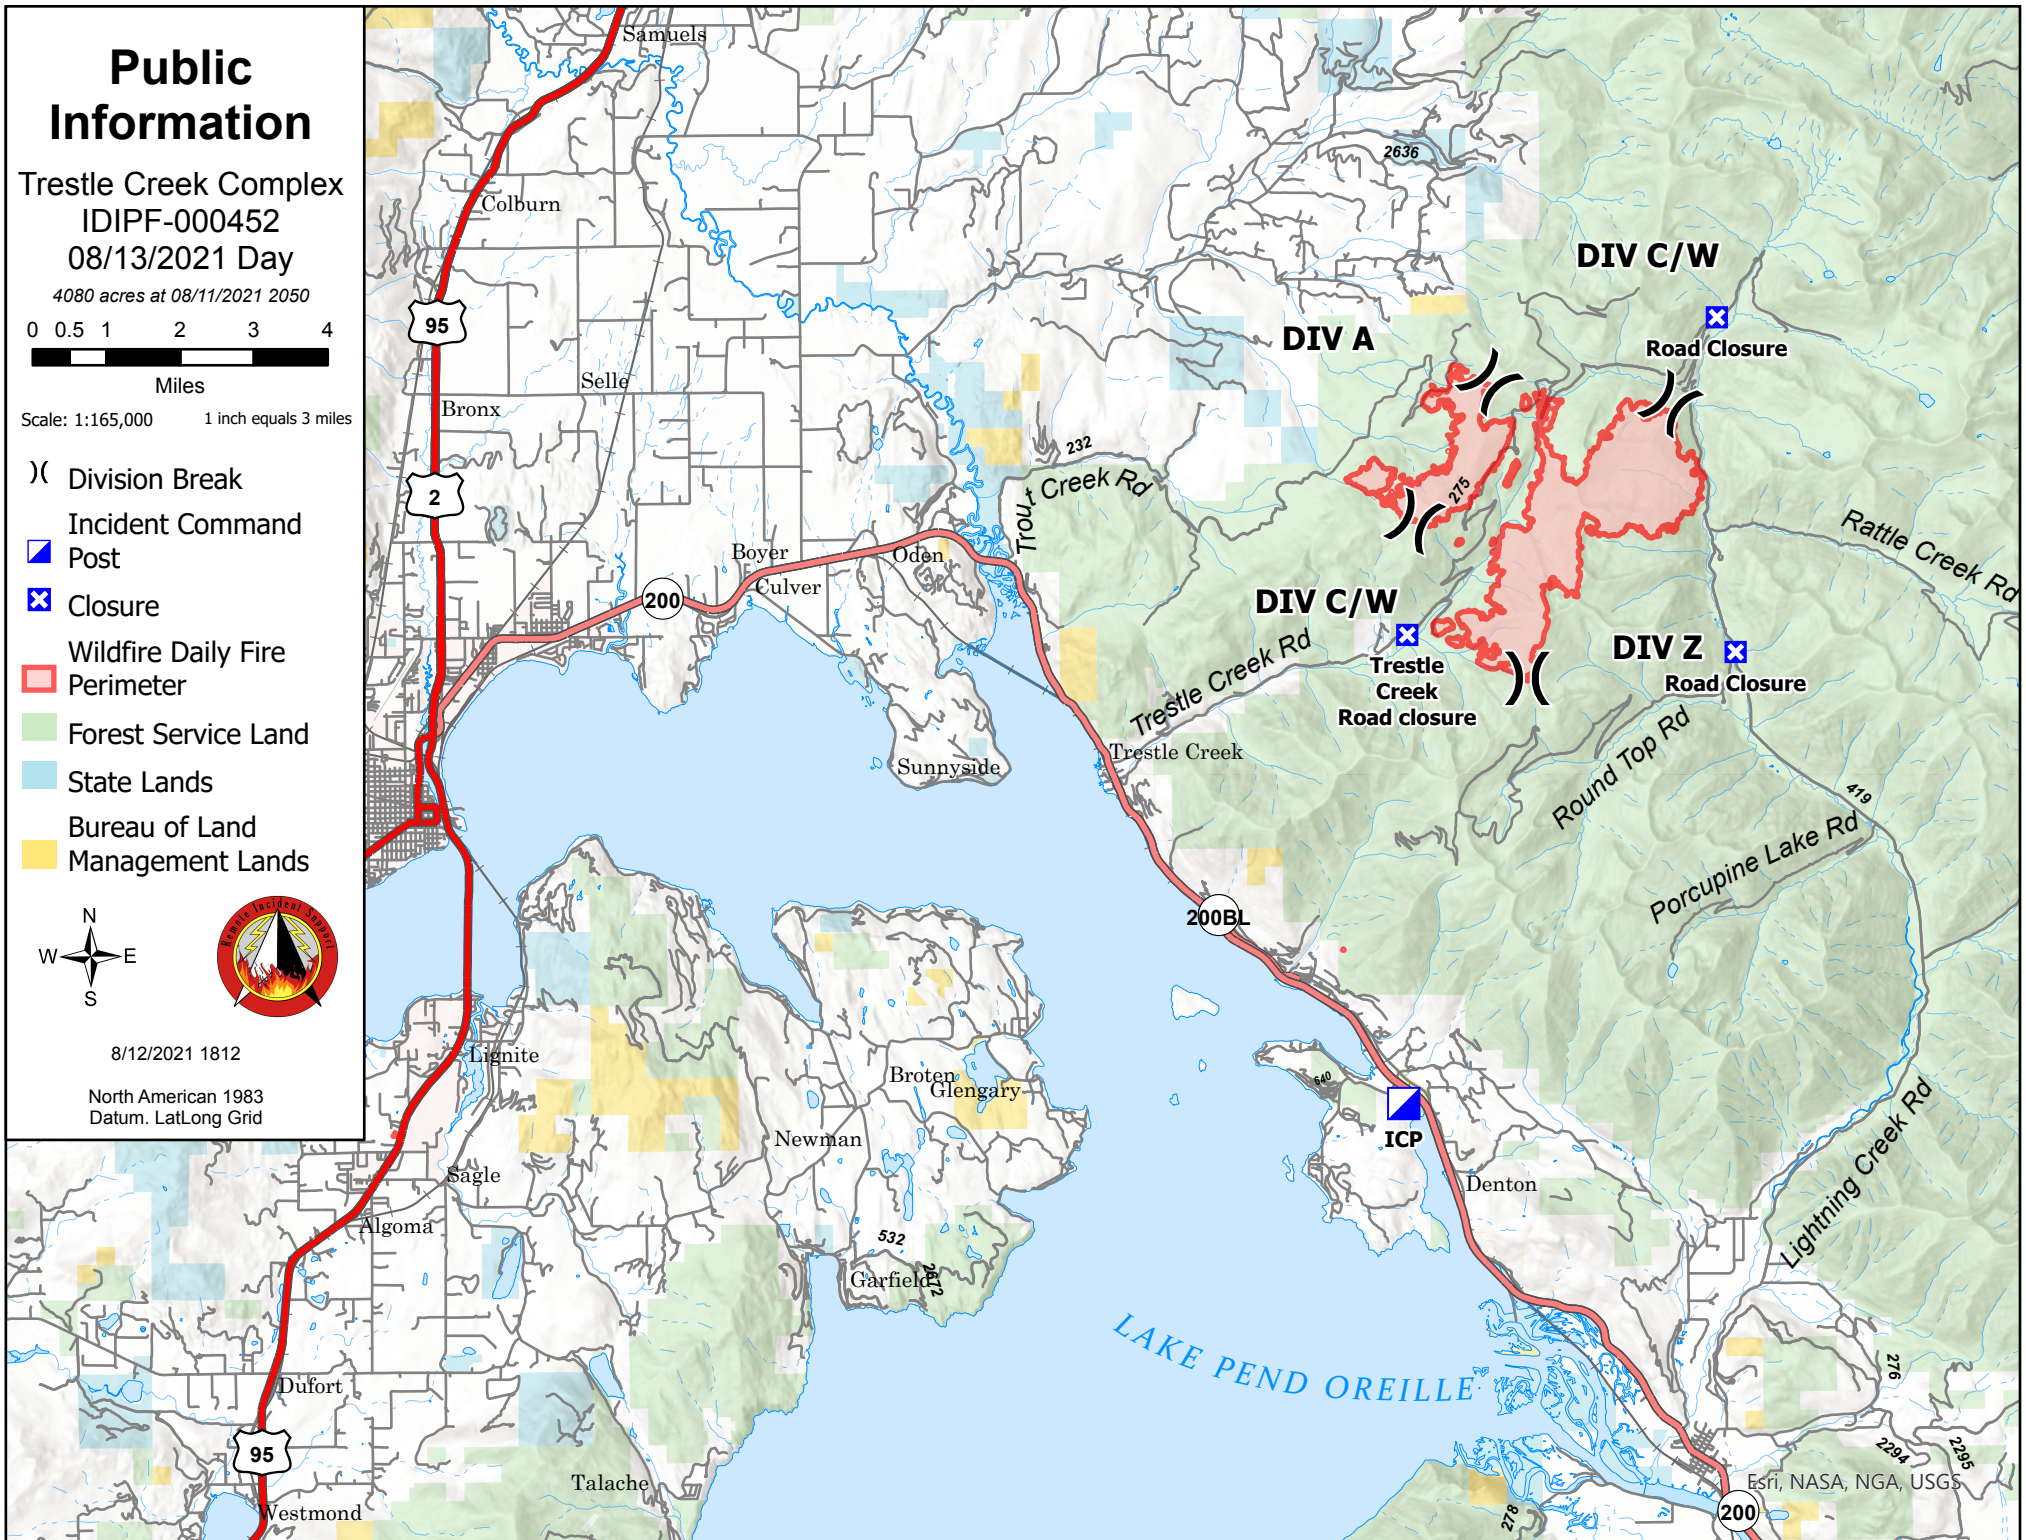 Public
Information
Trestle Creek Complex
IDIPF-000452
08/13/2021 Day
4080 acres at 08/11/2021 2050
0 0.5 1 2 3 4
Miles
Scale: 1:165,000 1 inch equals 3 miles
)( Division Break
Incident Command
Post
Closure
Wildfire Daily Fire
Perimeter
Forest Service Land
State Lands
Bureau of Land
Management Lands
N
W E
S
Remote Incident Support
8/12/2021 1812
North American 1983
Datum. LatLong Grid
Samuels
Colburn
95
Selle
Bronx
2
Boyer
Culver
Oden
200
Sunnyside
2636
232
Trout Creek Rd
DIV A
DIV C/W
Road Closure
275
Rattle Creek Rd
DIV C/W
Trestle Creek Rd
Trestle
Creek
Road closure
DIV Z
Road Closure
Trestle Creek
Round Top Rd
419
Porcupine Lake Rd
200BL
Lignite
Broten
Glengary
640
ICP
Newman
Sagle
Denton
Lightning Creek Rd
Algoma
532
Garfield
2672
LAKE PEND OREILLE
276
Dufort
95
Talache
Westmond
2294
2295
278
200
Esri, NASA, NGA, USGS